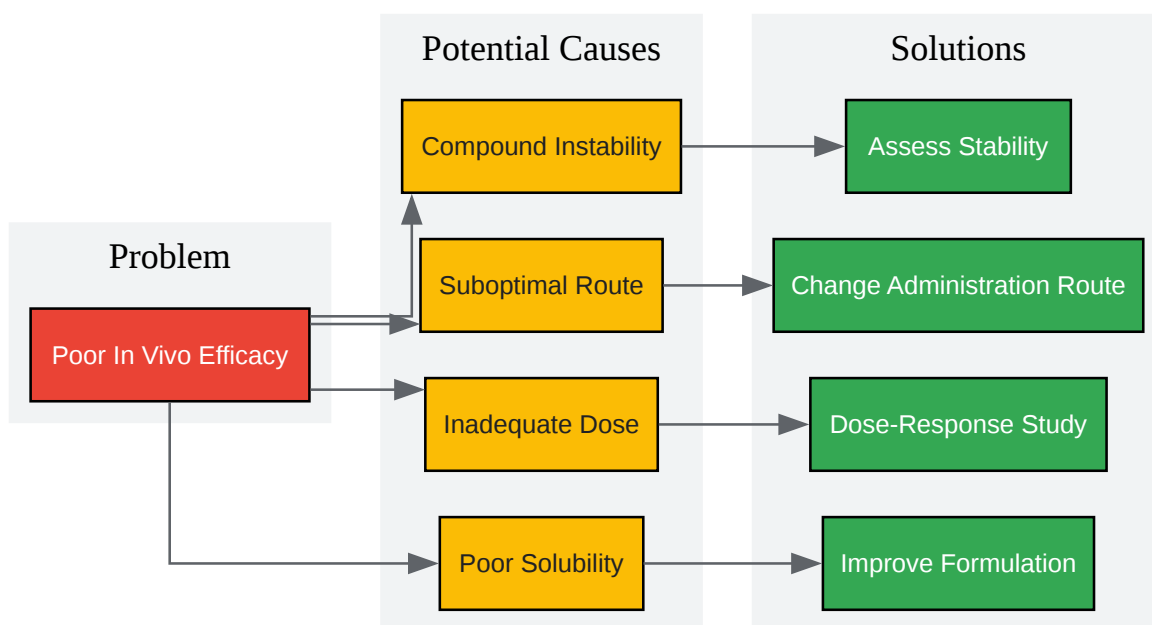 Problem
Poor In Vivo Efficacy
Potential Causes
Compound Instability
Suboptimal Route
Inadequate Dose
Poor Solubility
Solutions
Assess Stability
Change Administration Route
Dose-Response Study
Improve Formulation